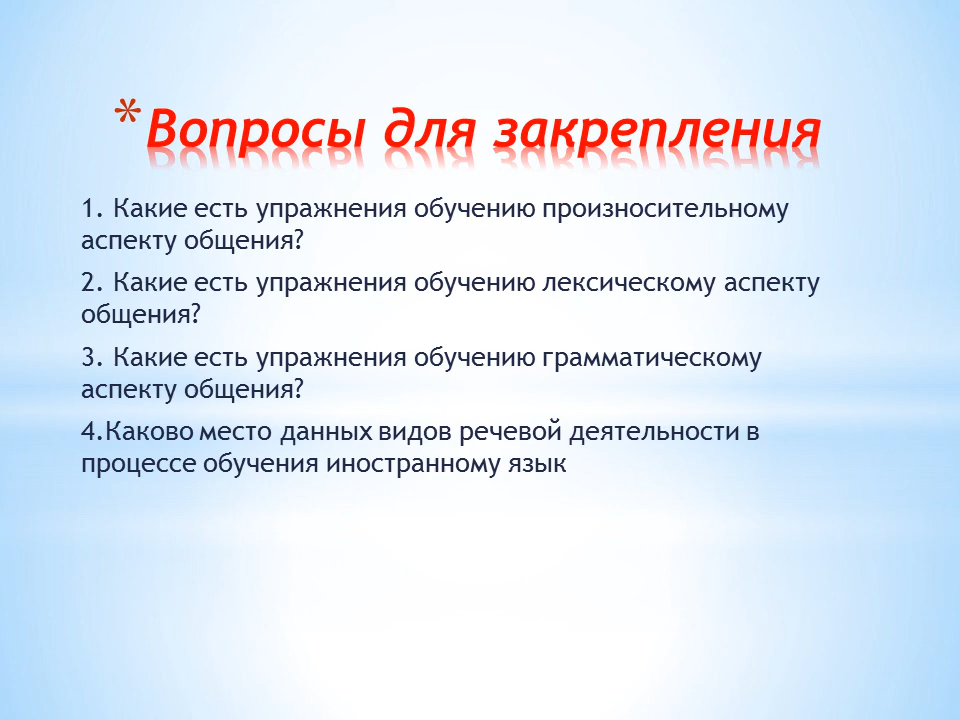 * Вопросы для закрепления
1. Какие есть упражнения обучению произносительному
аспекту общения?
2. Какие есть упражнения обучению лексическому аспекту
общения?
3. Какие есть упражнения обучению грамматическому
аспекту общения?
4.Каково место данных видов речевой деятельности в
процессе обучения иностранному язык